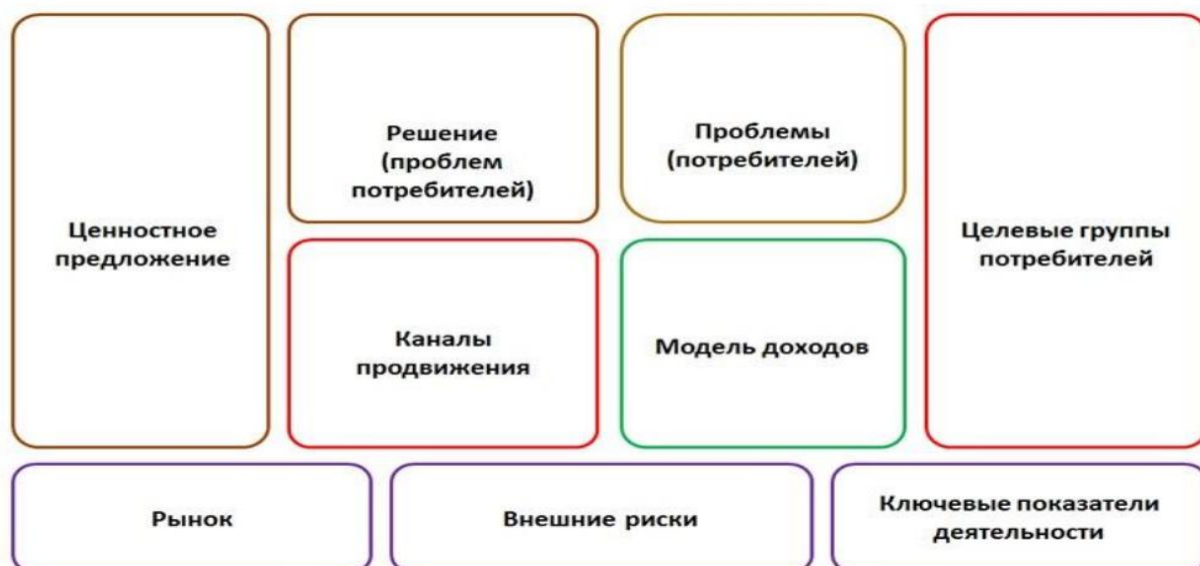 Ценностное
предложение
Решение
(проблем
потребителей)
Проблемы
(потребителей)
Целевые группы
потребителей
Каналы
продвижения
Модель доходов
Рынок
Внешние риски
Ключевые показатели
деятельности